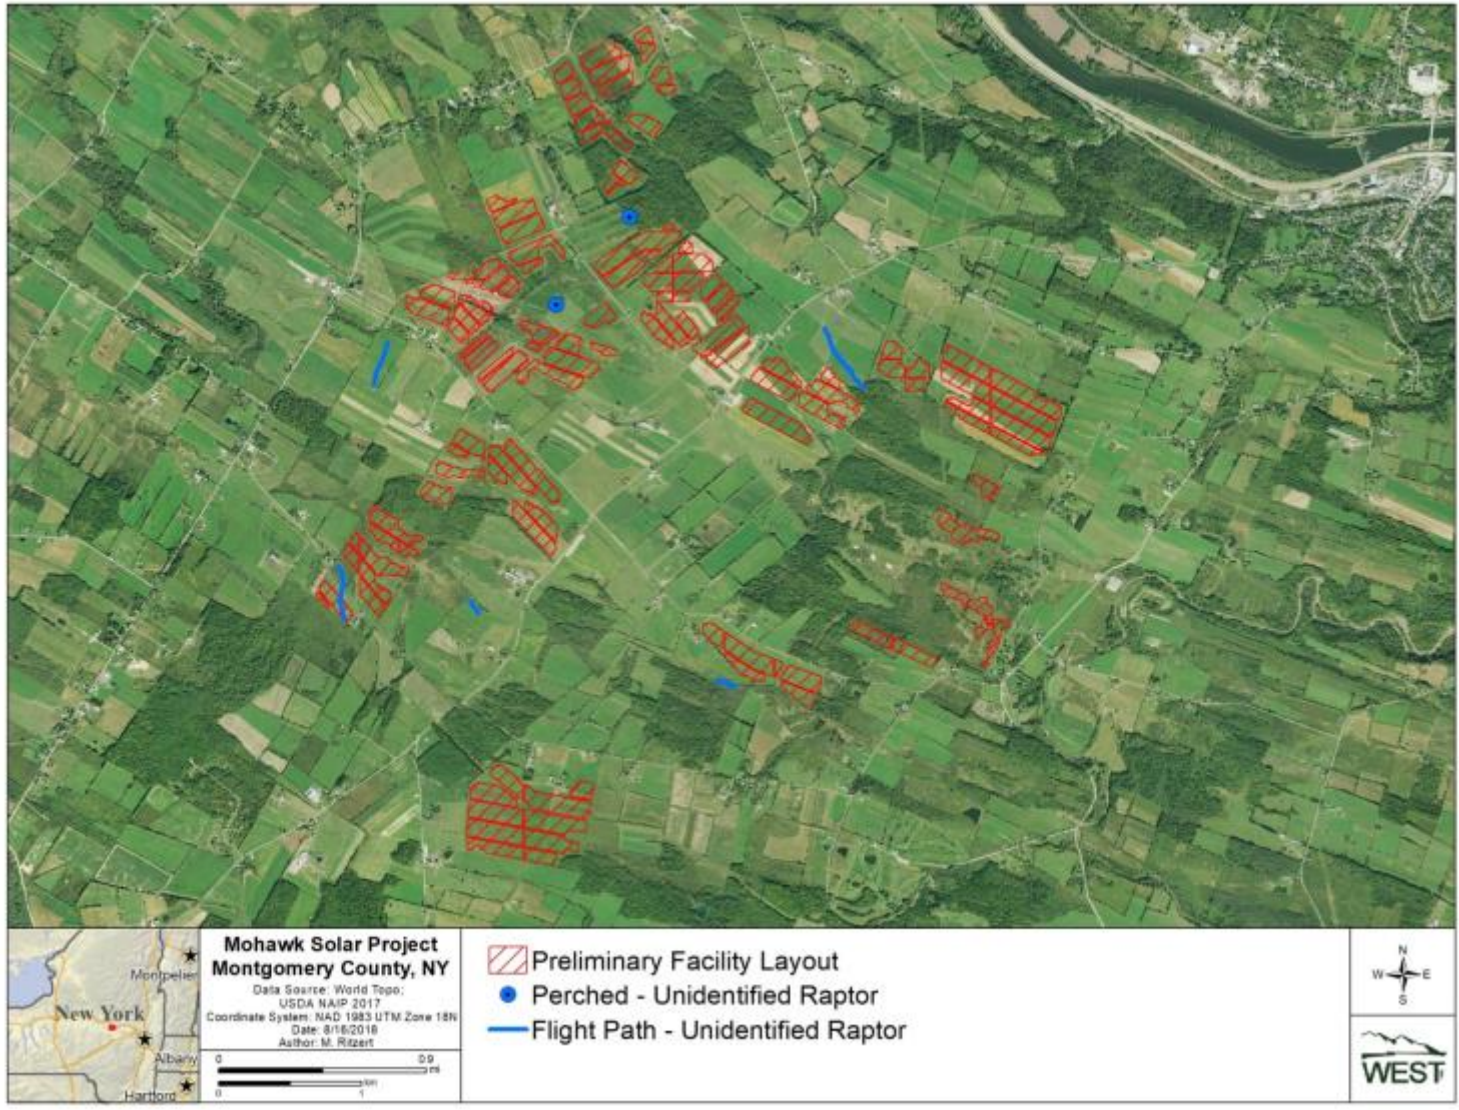 Montpelier
New York
Albany
Hartford
Mohawk Solar Project
Montgomery County, NY
Data Source: World Topo;
USDA NAIP 2017
Coordinate System: NAD 1983 UTM Zone 18N
Date: 8/16/2018
Author: M. Ritzert
0 0.9
mi
km
0 1
Preliminary Facility Layout
Perched - Unidentified Raptor
Flight Path - Unidentified Raptor
N
W E
S
WEST